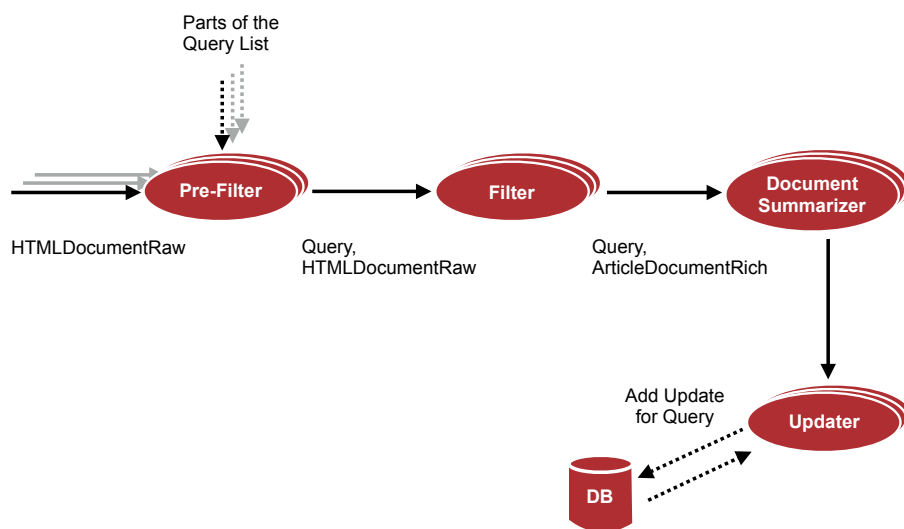 Parts of the
Query List
Pre-Filter
Filter
Document
Summarizer
HTMLDocumentRaw
Query,
HTMLDocumentRaw
Query,
ArticleDocumentRich
Add Update
for Query
Updater
DB